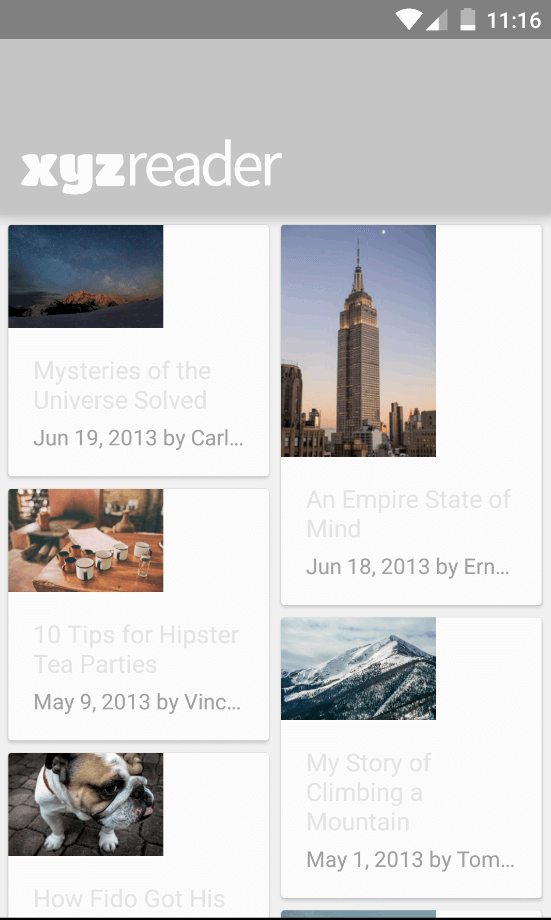 11:16
xyzreader
Mysteries of the
Universe Solved
Jun 19, 2013 by Carl...
An Empire State of
Mind
Jun 18, 2013 by Ern...
10 Tips for Hipster
Tea Parties
May 9, 2013 by Vinc...
My Story of
Climbing a
Mountain
May 1, 2013 by Tom...
How Fido Got His